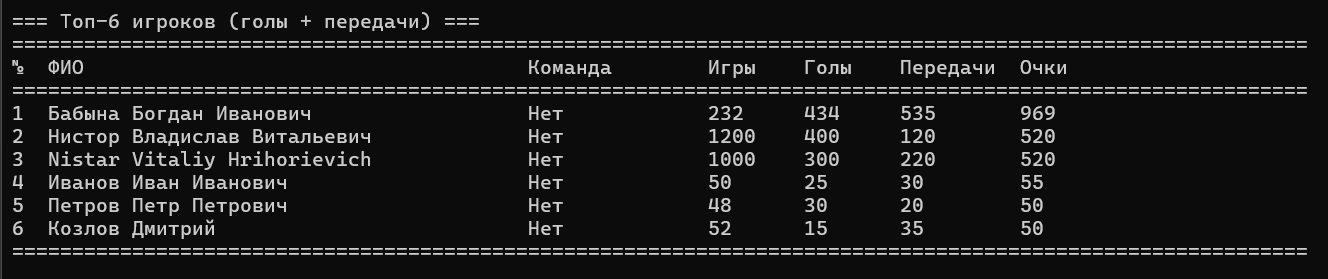 === Топ-6 игроков (голы + передачи) ===
============================================================================================================
№  ФИО                                     Команда        Игры    Голы    Передачи  Очки
============================================================================================================
1  Бабына Богдан Иванович                  Нет            232     434     535       969
2  Нистор Владислав Витальевич             Нет            1200    400     120       520
3  Nistar Vitaliy Hrihorievich             Нет            1000    300     220       520
4  Иванов Иван Иванович                    Нет            50      25      30        55
5  Петров Петр Петрович                    Нет            48      30      20        50
6  Козлов Дмитрий                          Нет            52      15      35        50
============================================================================================================